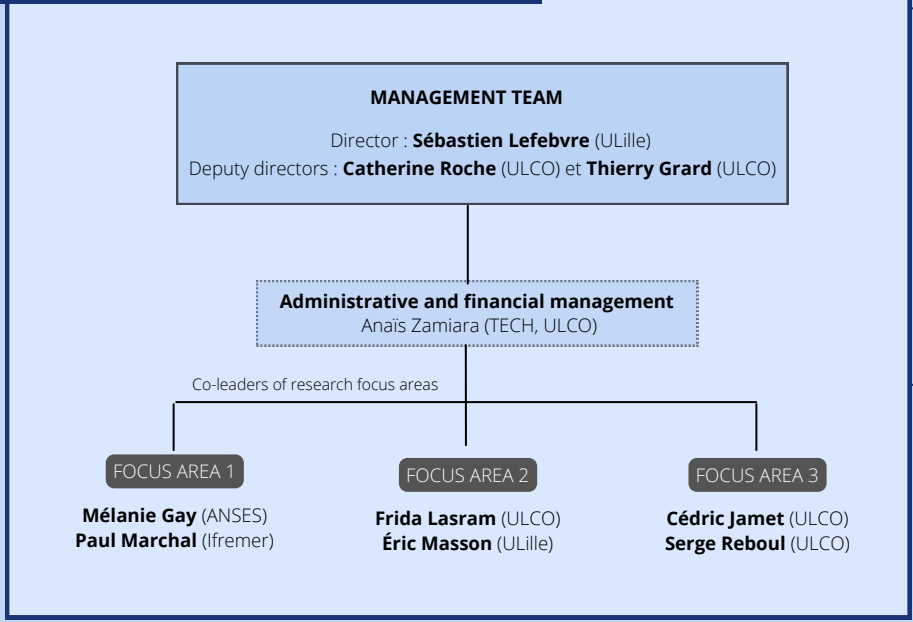 MANAGEMENT TEAM
Director : Sébastien Lefebvre (ULille)
Deputy directors : Catherine Roche (ULCO) et Thierry Grard (ULCO)
Administrative and financial management
Anaïs Zamiara (TECH, ULCO)
Co-leaders of research focus areas
FOCUS AREA 1
Mélanie Gay (ANSES)
Paul Marchal (Ifremer)
FOCUS AREA 2
Frida Lasram (ULCO)
Éric Masson (ULille)
FOCUS AREA 3
Cédric Jamet (ULCO)
Serge Reboul (ULCO)